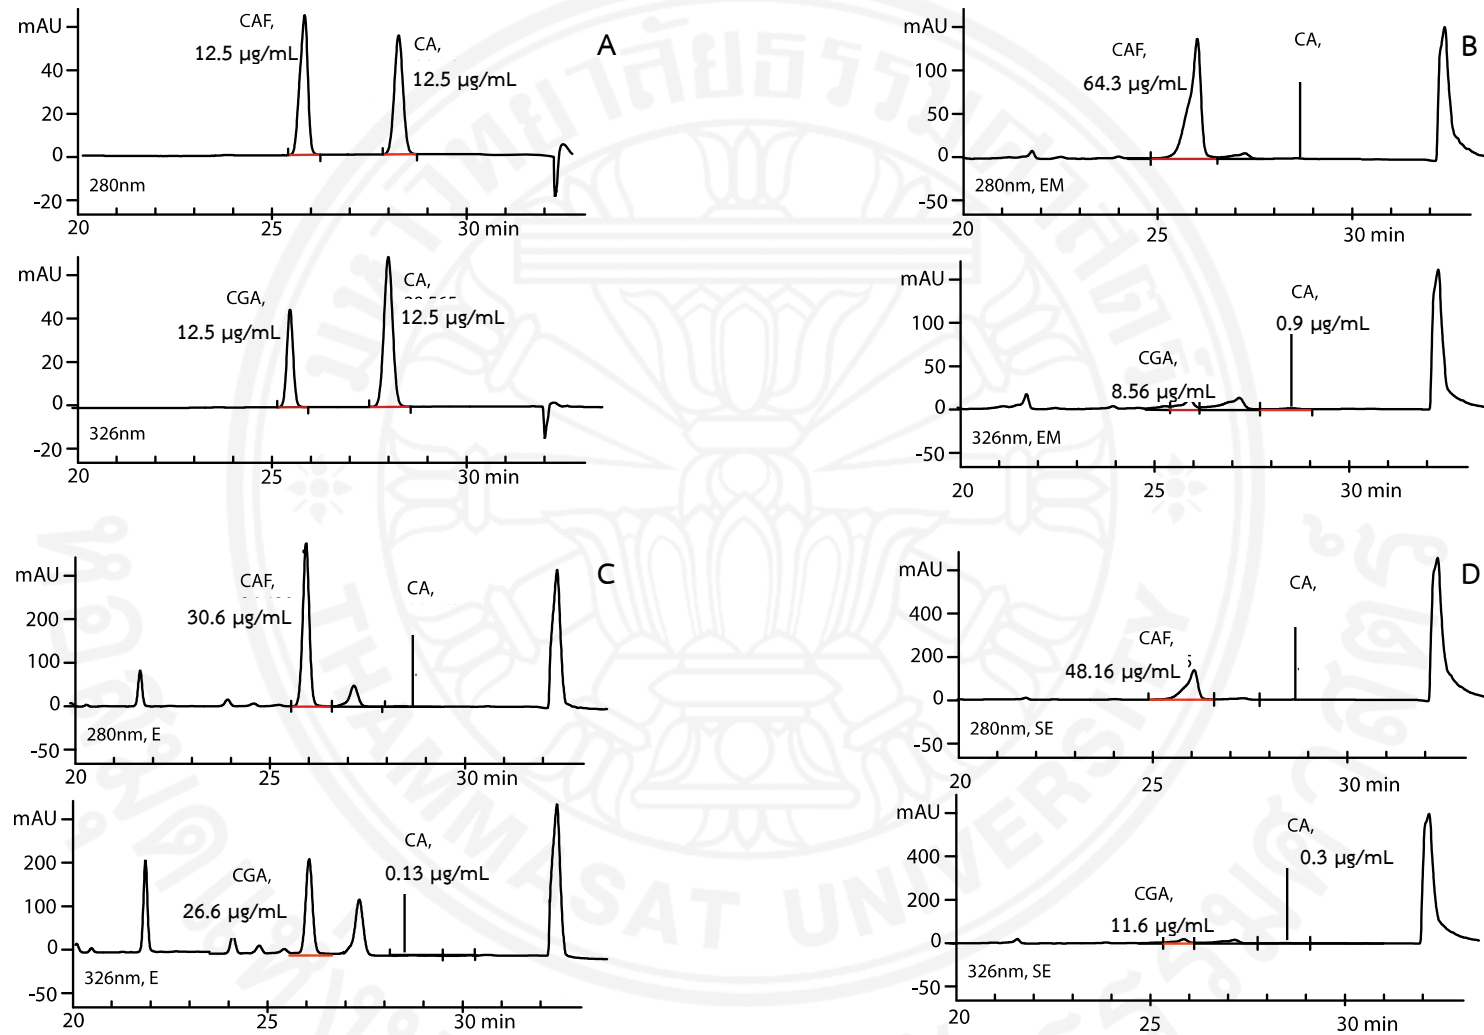 mAU
40
20
0
-20
CAF,
12.5 µg/mL
CA,
12.5 µg/mL
A
280nm
20
25
30 min
mAU
40
20
0
-20
CGA,
12.5 µg/mL
CA,
12.5 µg/mL
326nm
20
25
30 min
mAU
100
50
0
-50
CAF,
64.3 µg/mL
CA,
B
280nm, EM
20
25
30 min
mAU
100
50
0
-50
CGA,
8.56 µg/mL
CA,
0.9 µg/mL
326nm, EM
20
25
30 min
mAU
200
100
0
-50
CAF,
30.6 µg/mL
CA,
C
280nm, E
20
25
30 min
mAU
200
100
0
-50
CGA,
26.6 µg/mL
CA,
0.13 µg/mL
326nm, E
20
25
30 min
mAU
400
200
0
-50
CAF,
48.16 µg/mL
CA,
D
280nm, SE
20
25
30 min
mAU
400
200
0
-50
CGA,
11.6 µg/mL
CA,
0.3 µg/mL
326nm, SE
20
25
30 min
THAMMASAT UNIVERSITY